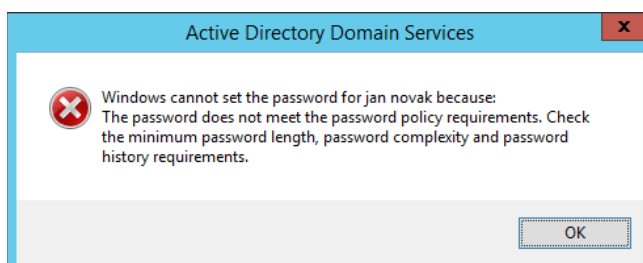 Active Directory Domain Services
x
Windows cannot set the password for jan novak because:
The password does not meet the password policy requirements. Check
the minimum password length, password complexity and password
history requirements.
OK